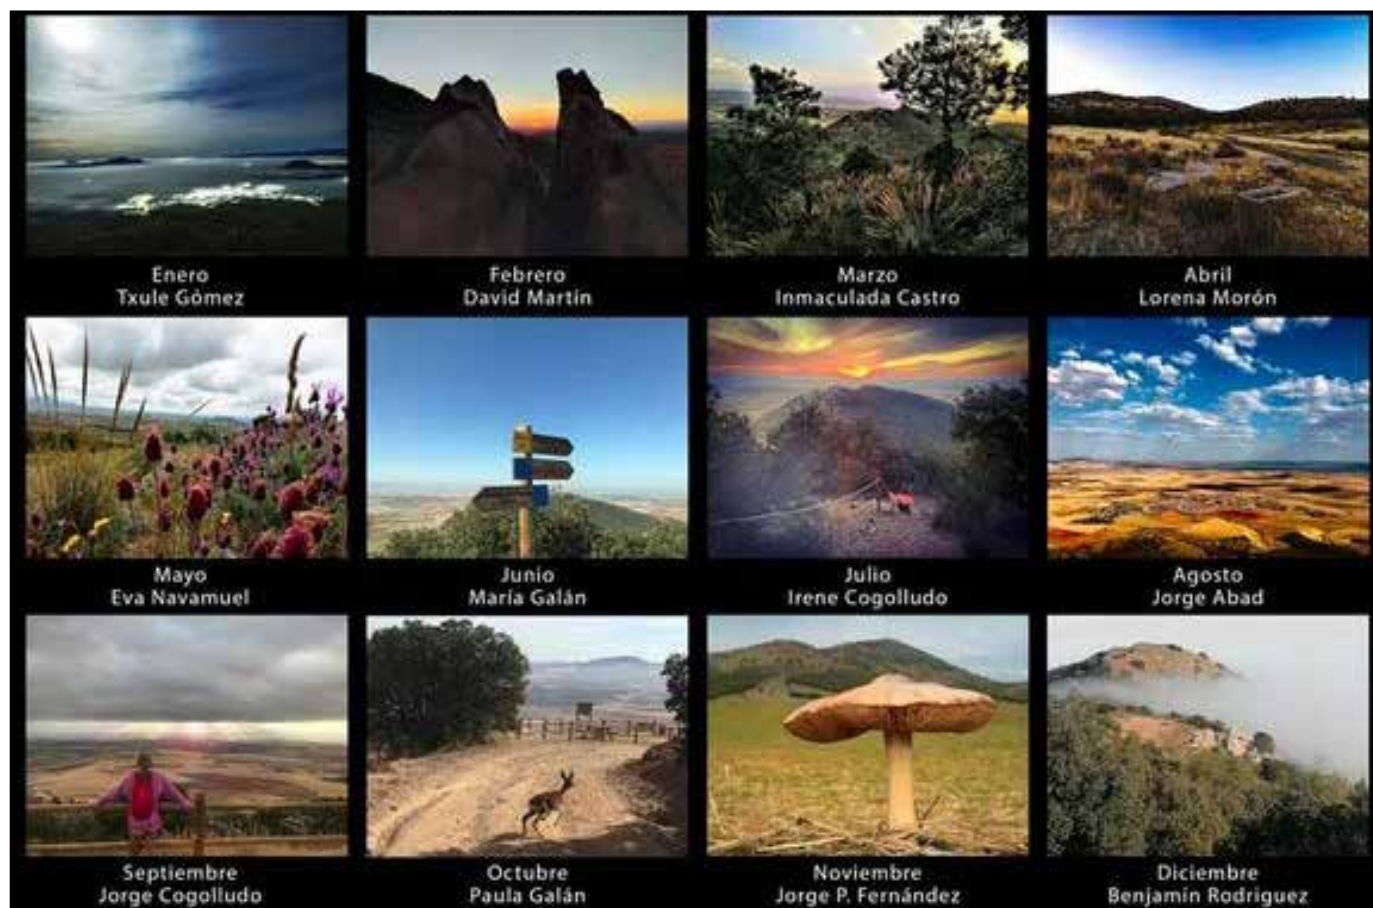 Enero
Txule Gómez
Febrero
David Martín
Marzo
Inmaculada Castro
Abril
Lorena Morón
Mayo
Eva Navamuel
Junio
María Galán
Julio
Irene Cogolludo
Agosto
Jorge Abad
Septiembre
Jorge Cogolludo
Octubre
Paula Galán
Noviembre
Jorge P. Fernández
Diciembre
Benjamín Rodriguez